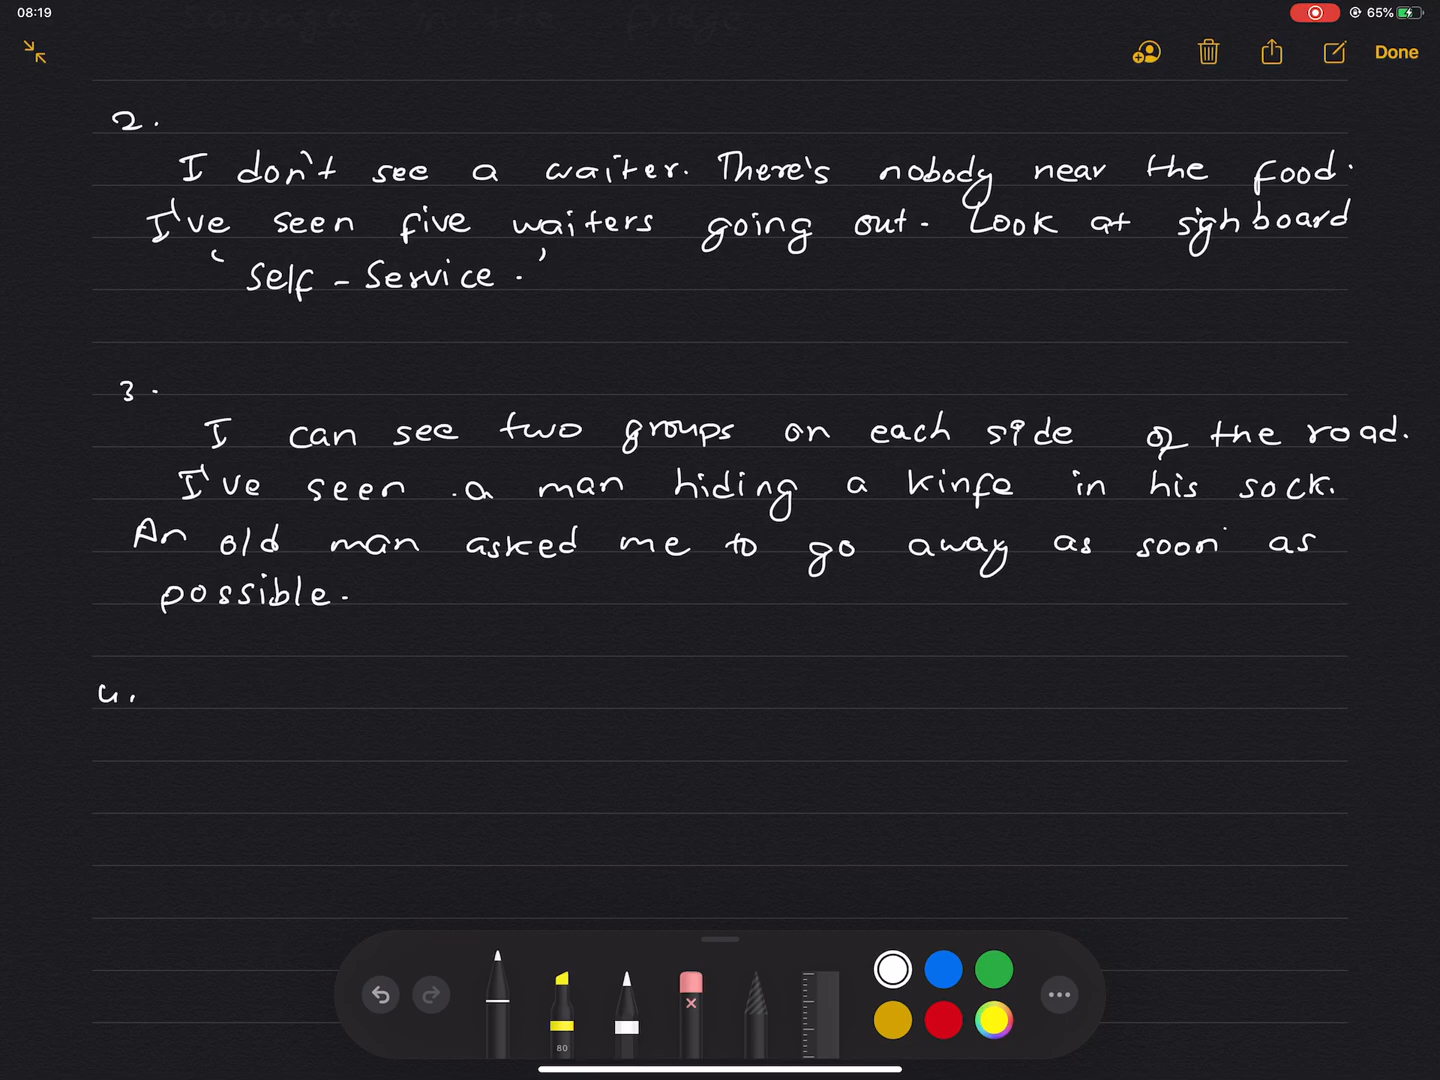 08:19
65%
Done
2.
I don't see a waiter. There's nobody near the food.
I've seen five waiters going out. Look at sighboard
'Self-Service.'
3.
I can see two groups on each side of the road.
I've seen a man hiding a kinfe in his sock.
An old man asked me to go away as soon as
possible.
4.
80